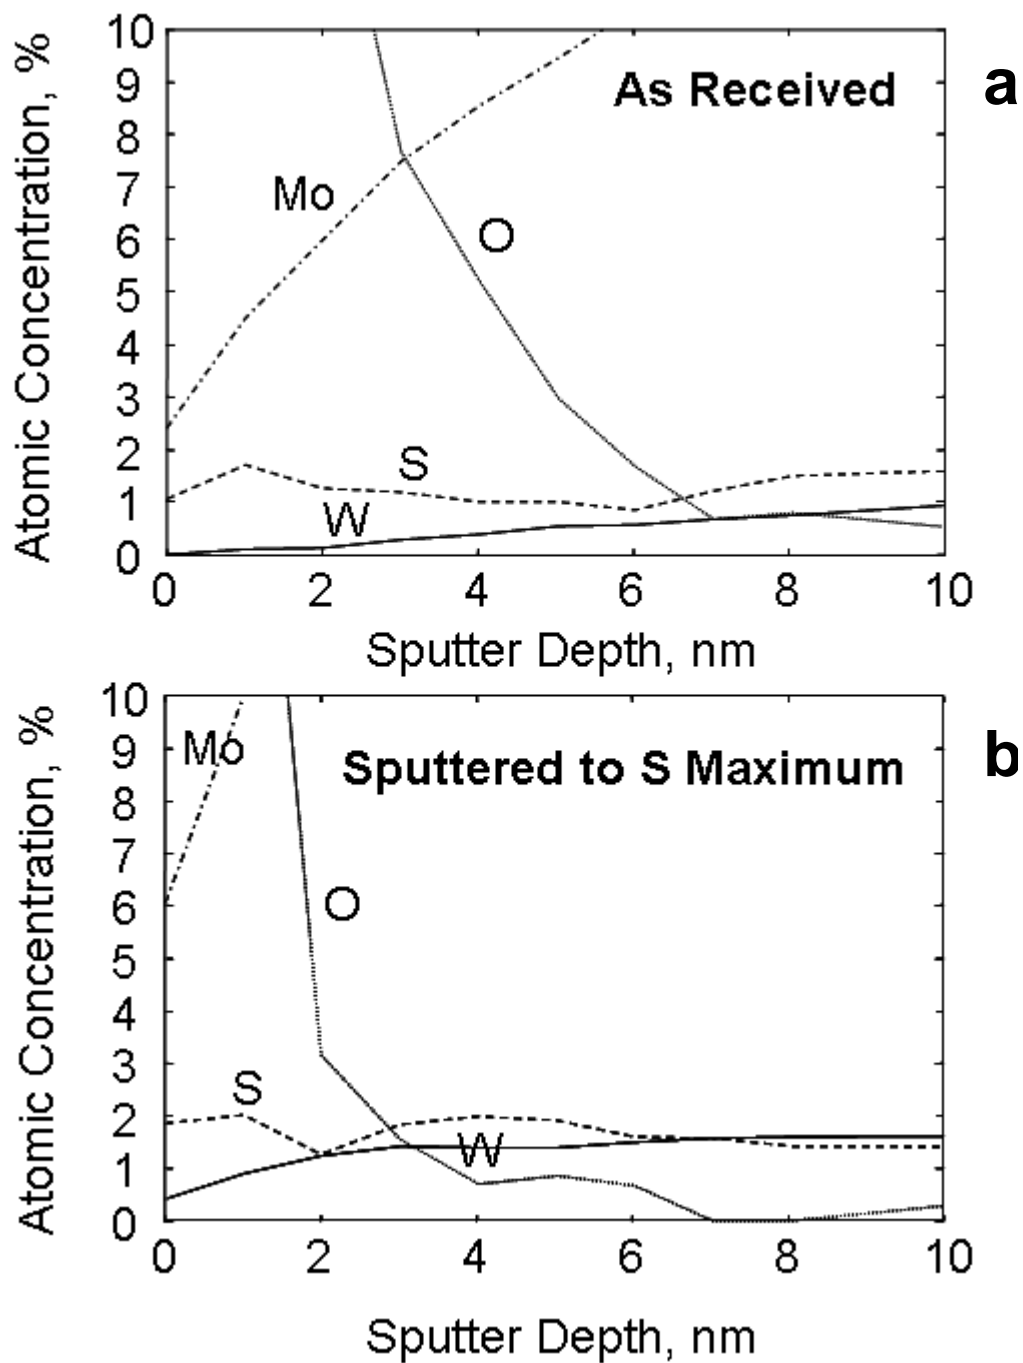 10
9
8
7
6
5
4
3
2
1
0
Atomic Concentration, %
As Received
a
Mo
O
S
W
0 2 4 6 8 10
Sputter Depth, nm
10
9
8
7
6
5
4
3
2
1
0
Atomic Concentration, %
Mo
Sputtered to S Maximum
b
O
S
W
0 2 4 6 8 10
Sputter Depth, nm